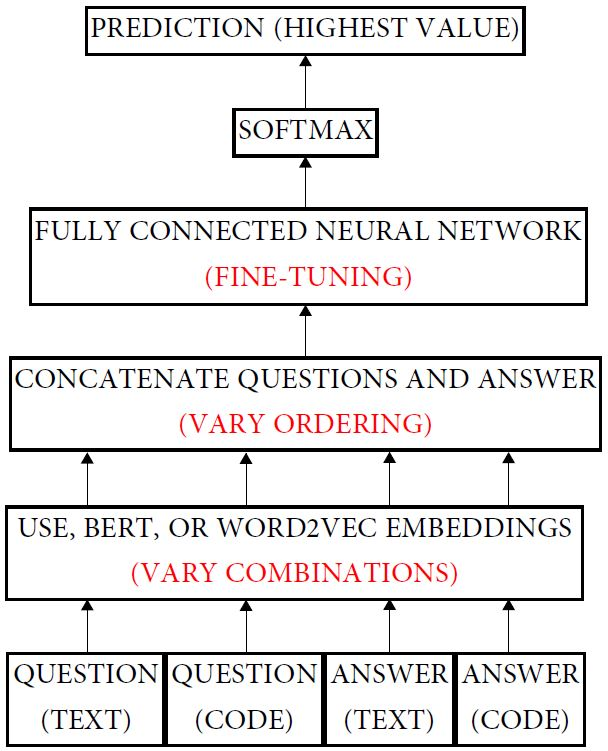 PREDICTION (HIGHEST VALUE)
SOFTMAX
FULLY CONNECTED NEURAL NETWORK
(FINE-TUNING)
CONCATENATE QUESTIONS AND ANSWER
(VARY ORDERING)
USE, BERT, OR WORD2VEC EMBEDDINGS
(VARY COMBINATIONS)
QUESTION
(TEXT)
QUESTION
(CODE)
ANSWER
(TEXT)
ANSWER
(CODE)